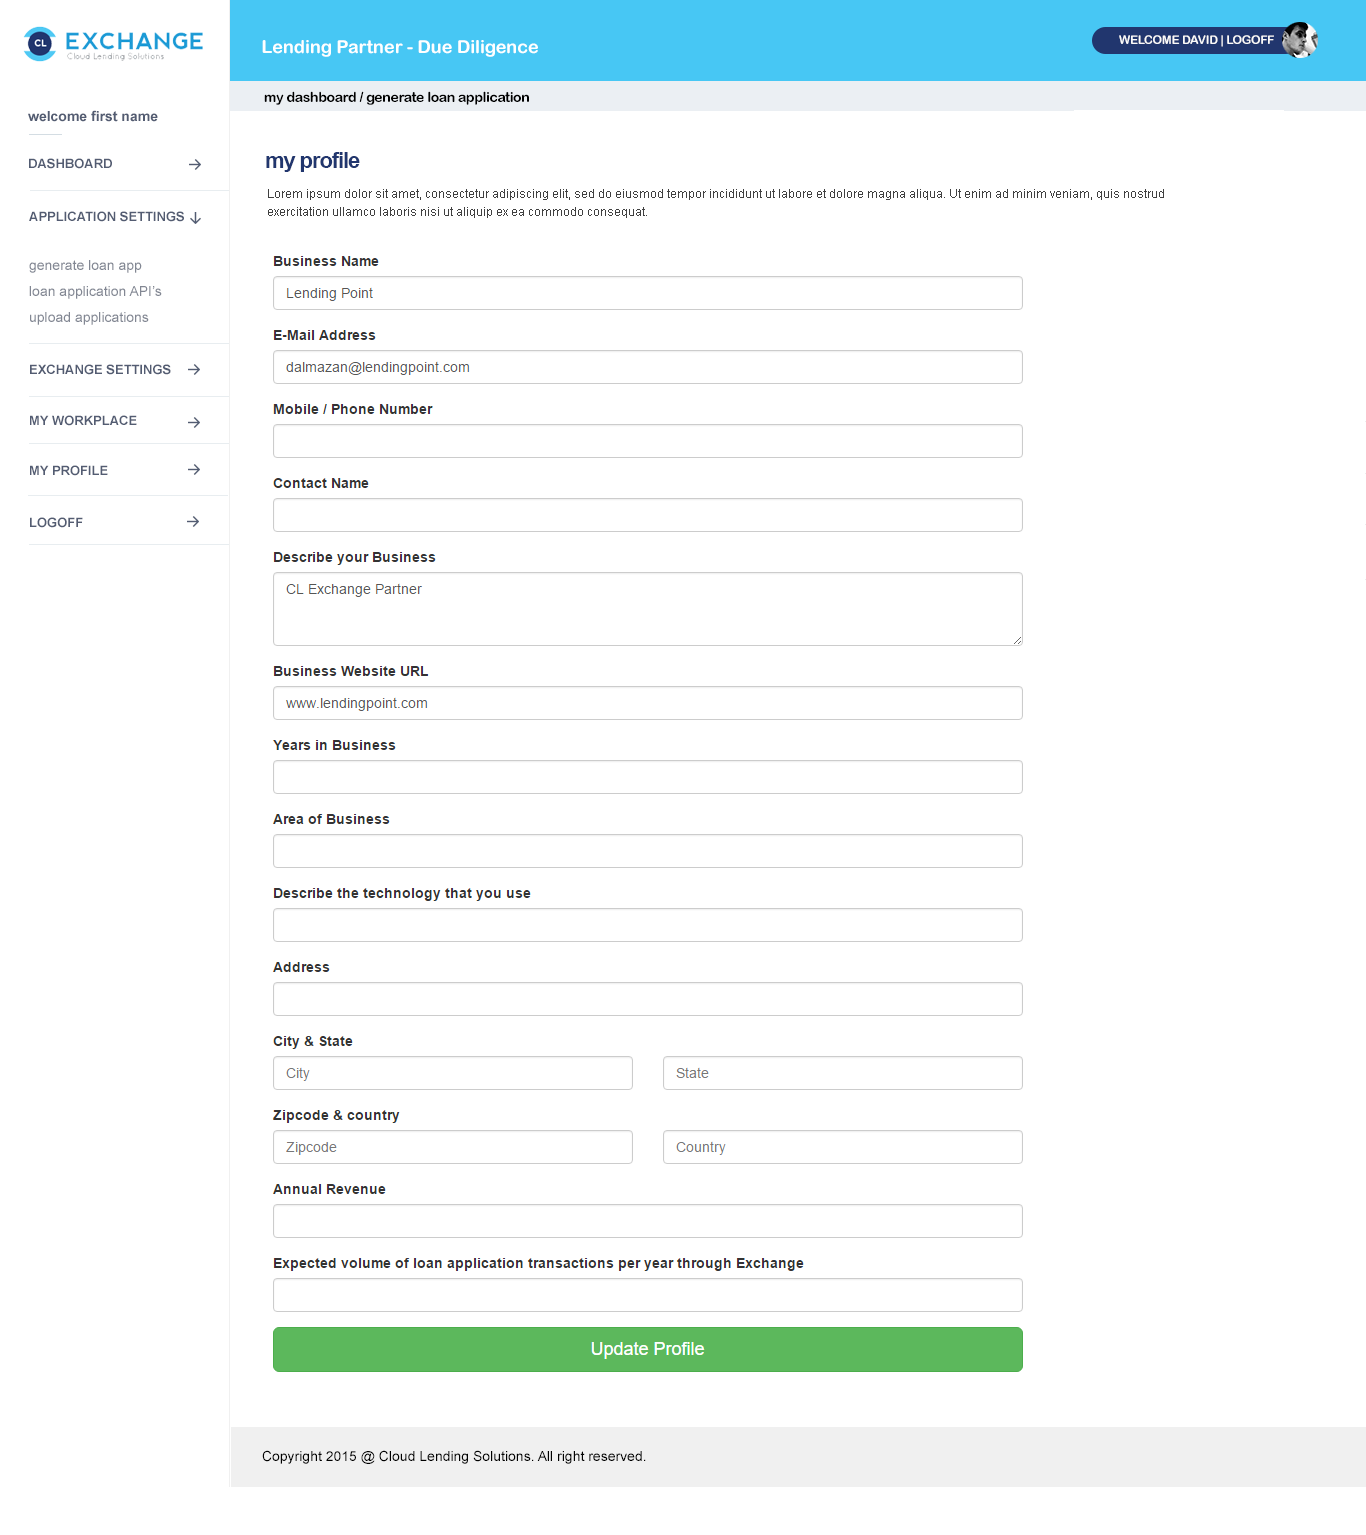 CL EXCHANGE
Cloud Lending Solutions
welcome first name
DASHBOARD
APPLICATION SETTINGS
generate loan app
loan application API's
upload applications
EXCHANGE SETTINGS
MY WORKPLACE
MY PROFILE
LOGOFF
Lending Partner - Due Diligence
WELCOME DAVID | LOGOFF
my dashboard / generate loan application
my profile
Lorem ipsum dolor sit amet, consectetur adipiscing elit, sed do eiusmod tempor incididunt ut labore et dolore magna aliqua. Ut enim ad minim veniam, quis nostrud
exercitation ullamco laboris nisi ut aliquip ex ea commodo consequat.
Business Name
Lending Point
E-Mail Address
dalmazan@lendingpoint.com
Mobile / Phone Number
Contact Name
Describe your Business
CL Exchange Partner
Business Website URL
www.lendingpoint.com
Years in Business
Area of Business
Describe the technology that you use
Address
City & State
City State
Zipcode & country
Zipcode Country
Annual Revenue
Expected volume of loan application transactions per year through Exchange
Update Profile
Copyright 2015 @ Cloud Lending Solutions. All right reserved.